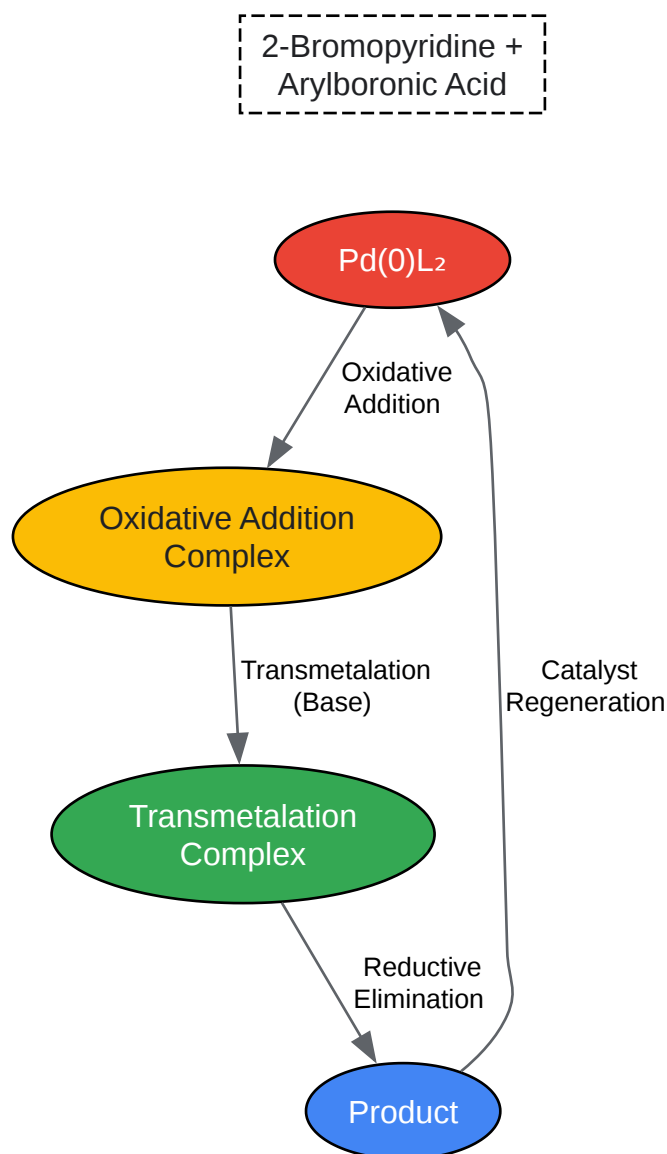 2-Bromopyridine +
Arylboronic Acid
Pd(0)L₂
Oxidative
Addition
Oxidative Addition
Complex
Transmetalation
(Base)
Catalyst
Regeneration
Transmetalation
Complex
Reductive
Elimination
Product